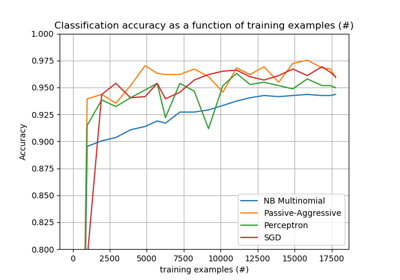 Classification accuracy as a function of training examples (#)
1.000
0.975
0.950
0.925
0.900
0.875
0.850
0.825
0.800
Accuracy
NB Multinomial
Passive-Aggressive
Perceptron
SGD
0 2500 5000 7500 10000 12500 15000 17500
training examples (#)